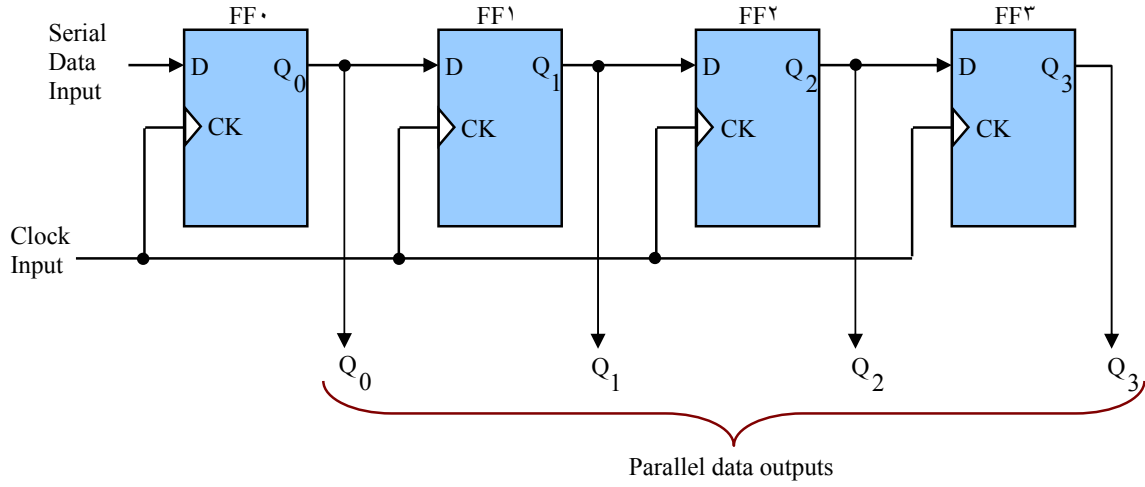 FF٠ FF١ FF٢ FF٣
Serial
Data
Input
D Q0 D Q1 D Q2 D Q3
CK CK CK CK
Clock
Input
Q0 Q1 Q2 Q3
Parallel data outputs